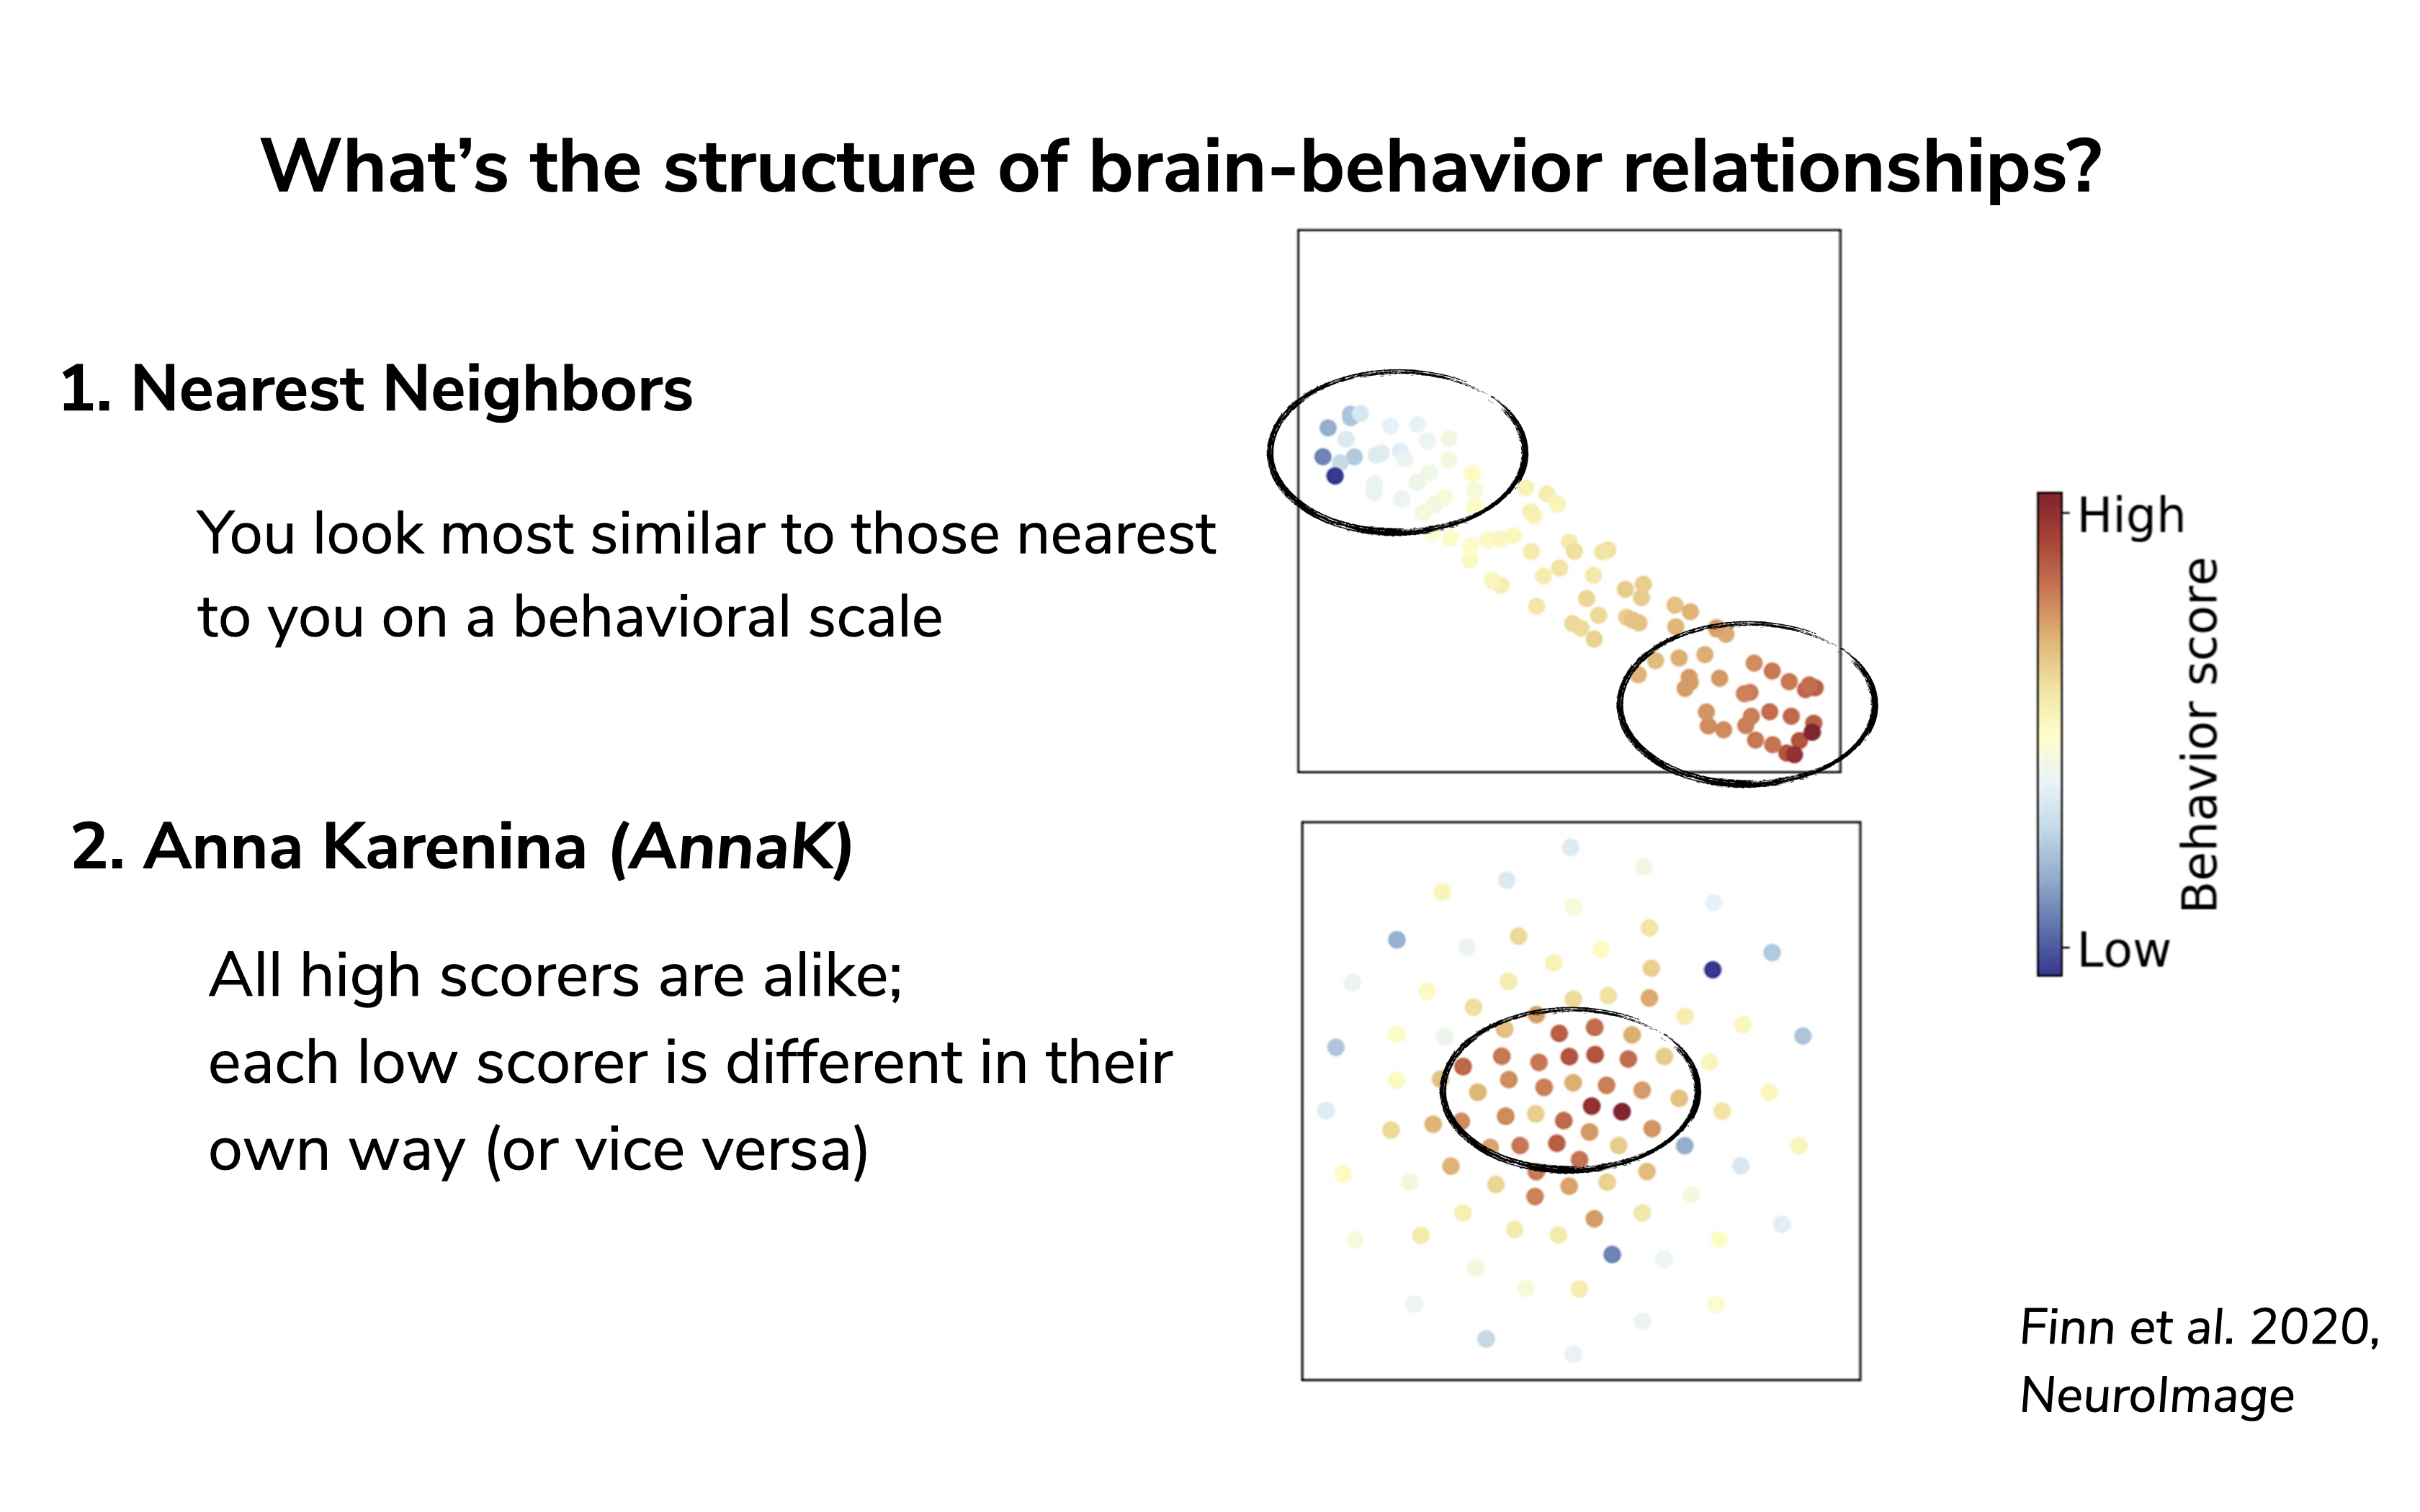 What’s the structure of brain-behavior relationships?
1. Nearest Neighbors
You look most similar to those nearest
to you on a behavioral scale
2. Anna Karenina (AnnaK)
All high scorers are alike;
each low scorer is different in their
own way (or vice versa)
High
Behavior score
Low
Finn et al. 2020,
NeuroImage